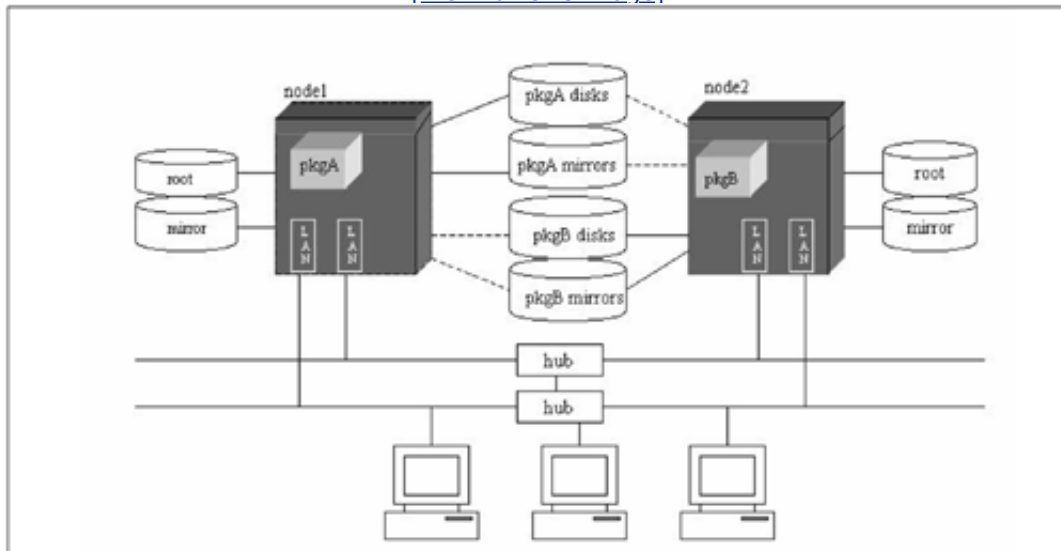 node1
pkgA
root
mirror
LAN
LAN
pkgA disks
pkgA mirrors
pkgB disks
pkgB mirrors
node2
pkgB
root
mirror
LAN
LAN
hub
hub